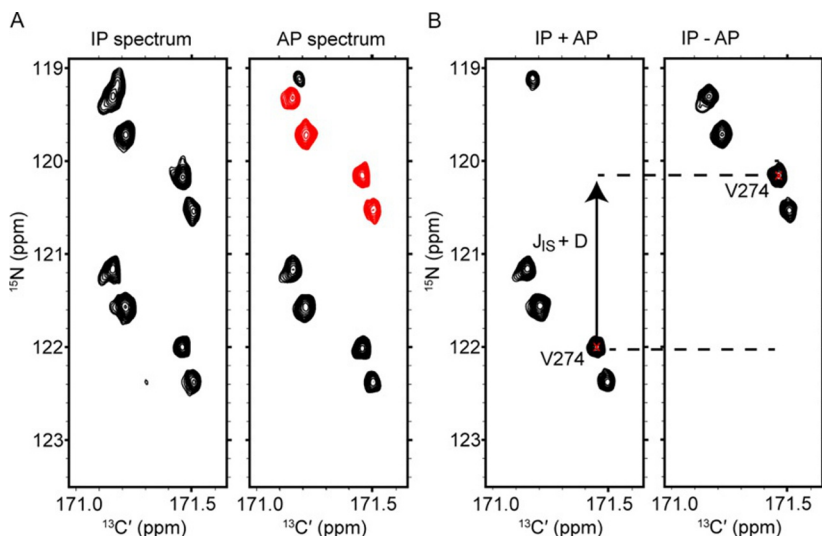 A
B
IP spectrum
AP spectrum
IP + AP
IP - AP
119
120
121
122
123
¹⁵N (ppm)
171.0
171.5
¹³C′ (ppm)
171.0
171.5
¹³C′ (ppm)
119
120
121
122
123
¹⁵N (ppm)
J_IS + D
V274
V274
171.0
171.5
¹³C′ (ppm)
171.0
171.5
¹³C′ (ppm)